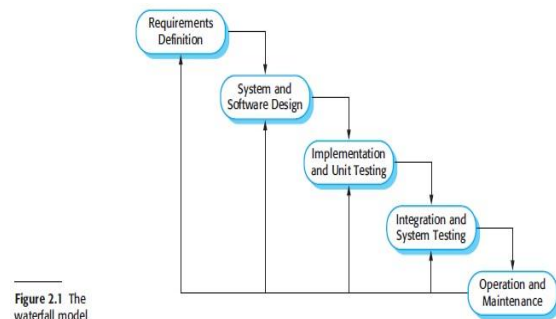 Requirements
Definition
System and
Software Design
Implementation
and Unit Testing
Integration and
System Testing
Operation and
Maintenance
Figure 2.1 The
waterfall model